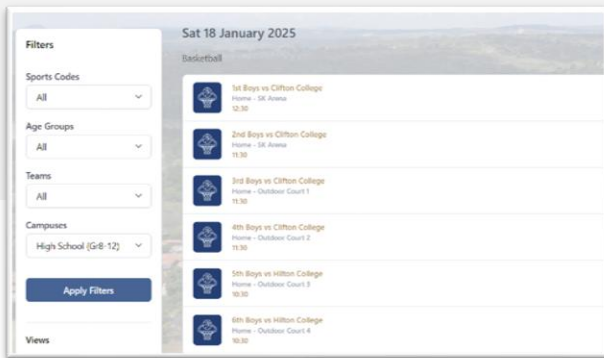 Filters
Sports Codes
All
Age Groups
All
Teams
All
Campuses
High School (Gr8-12)
Apply Filters
Views
Sat 18 January 2025
Basketball
1st Boys vs Clifton College
Home - SK Arena
12:30
2nd Boys vs Clifton College
Home - SK Arena
11:30
3rd Boys vs Clifton College
Home - Outdoor Court 1
11:30
4th Boys vs Clifton College
Home - Outdoor Court 2
11:30
5th Boys vs Hilton College
Home - Outdoor Court 3
10:30
6th Boys vs Hilton College
Home - Outdoor Court 4
10:30